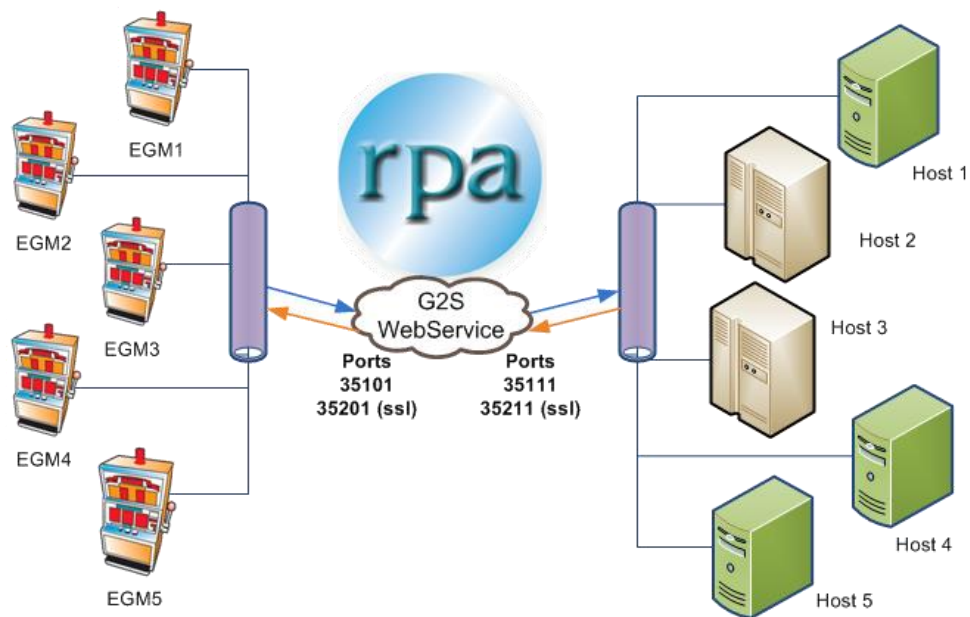 EGM1
EGM2
EGM3
EGM4
EGM5
rpa
G2S
WebService
Ports
35101
35201 (ssl)
Ports
35111
35211 (ssl)
Host 1
Host 2
Host 3
Host 4
Host 5